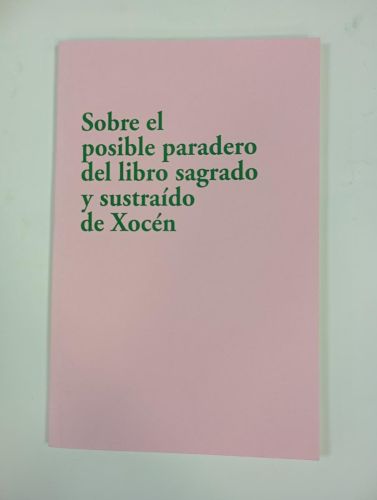 Sobre el
posible paradero
del libro sagrado
y sustraído
de Xocén